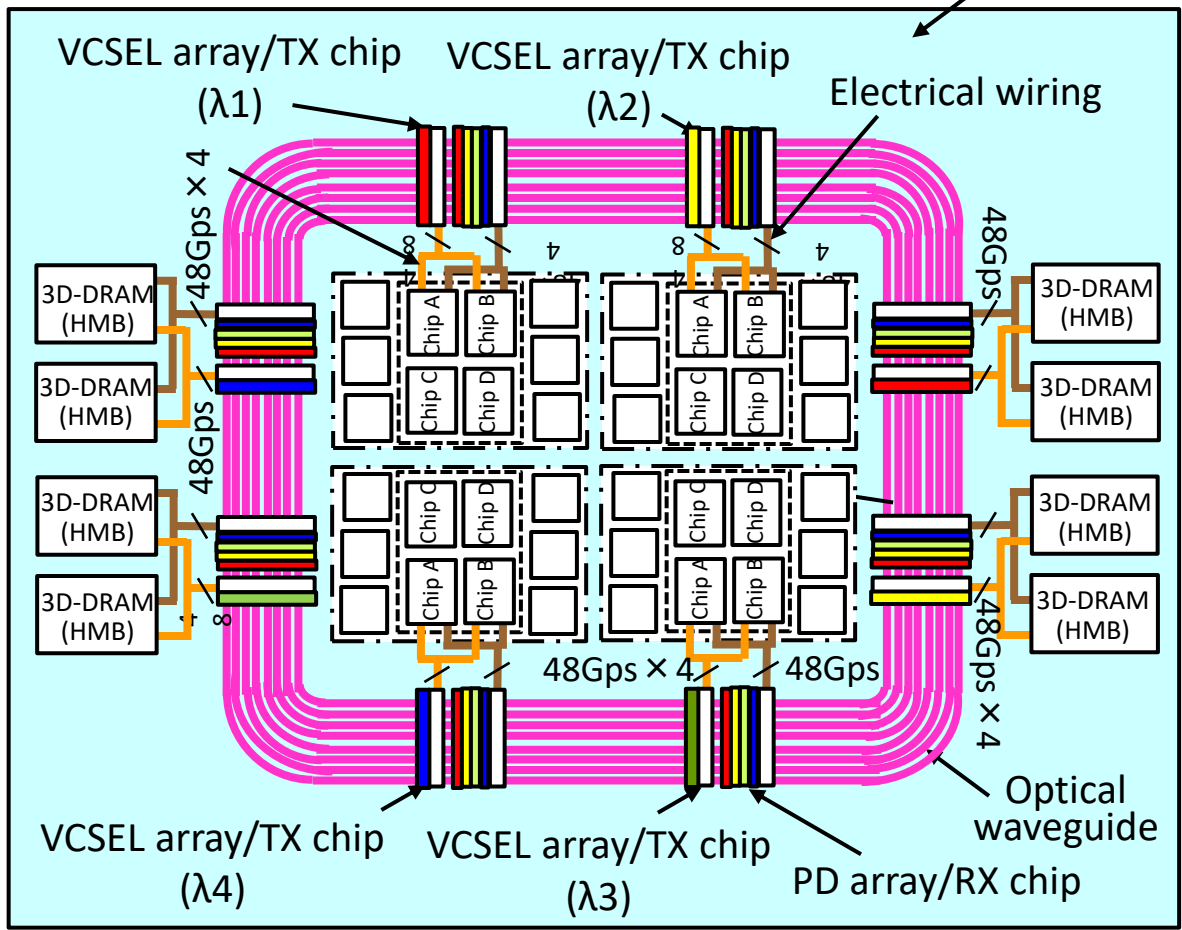 VCSEL array/TX chip
(λ1)
VCSEL array/TX chip
(λ2)
Electrical wiring
48Gps × 4
8
4
8
4
4
48Gps
3D-DRAM
(HMB)
3D-DRAM
(HMB)
48Gps
3D-DRAM
(HMB)
3D-DRAM
(HMB)
4
8
Chip A
Chip B
Chip C
Chip D
Chip A
Chip B
Chip C
Chip D
Chip C
Chip D
Chip A
Chip B
Chip C
Chip D
Chip A
Chip B
3D-DRAM
(HMB)
3D-DRAM
(HMB)
3D-DRAM
(HMB)
3D-DRAM
(HMB)
48Gps × 4
48Gps
48Gps × 4
Optical
waveguide
VCSEL array/TX chip
(λ4)
VCSEL array/TX chip
(λ3)
PD array/RX chip